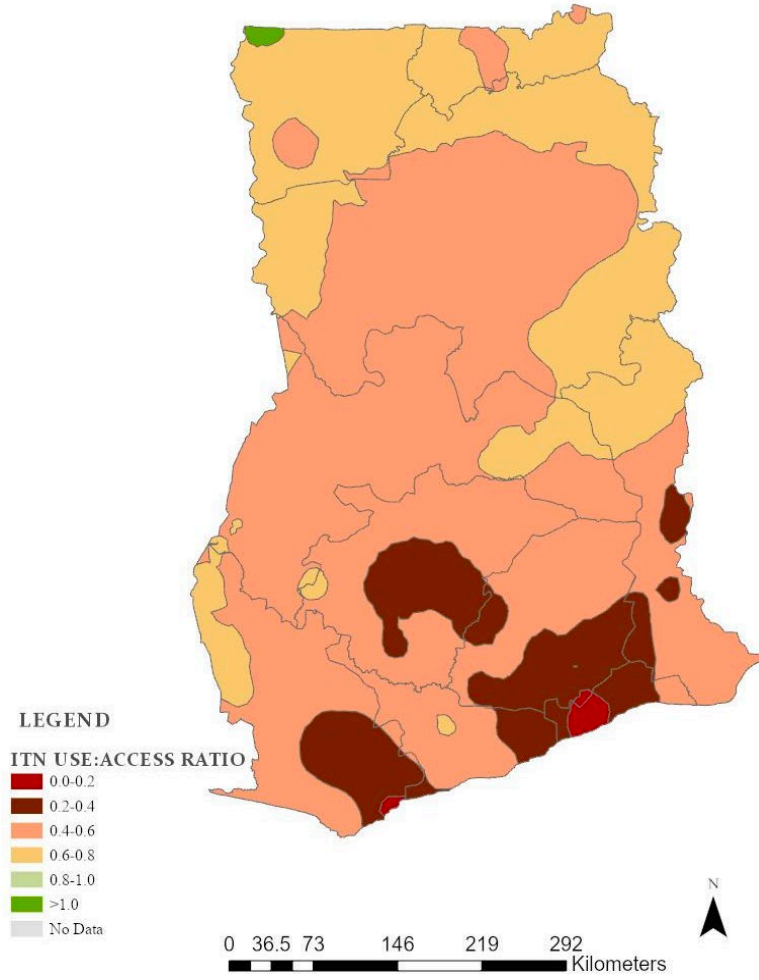 LEGEND
ITN USE:ACCESS RATIO
0.0-0.2
0.2-0.4
0.4-0.6
0.6-0.8
0.8-1.0
>1.0
No Data
N
0 36.5 73 146 219 292
Kilometers